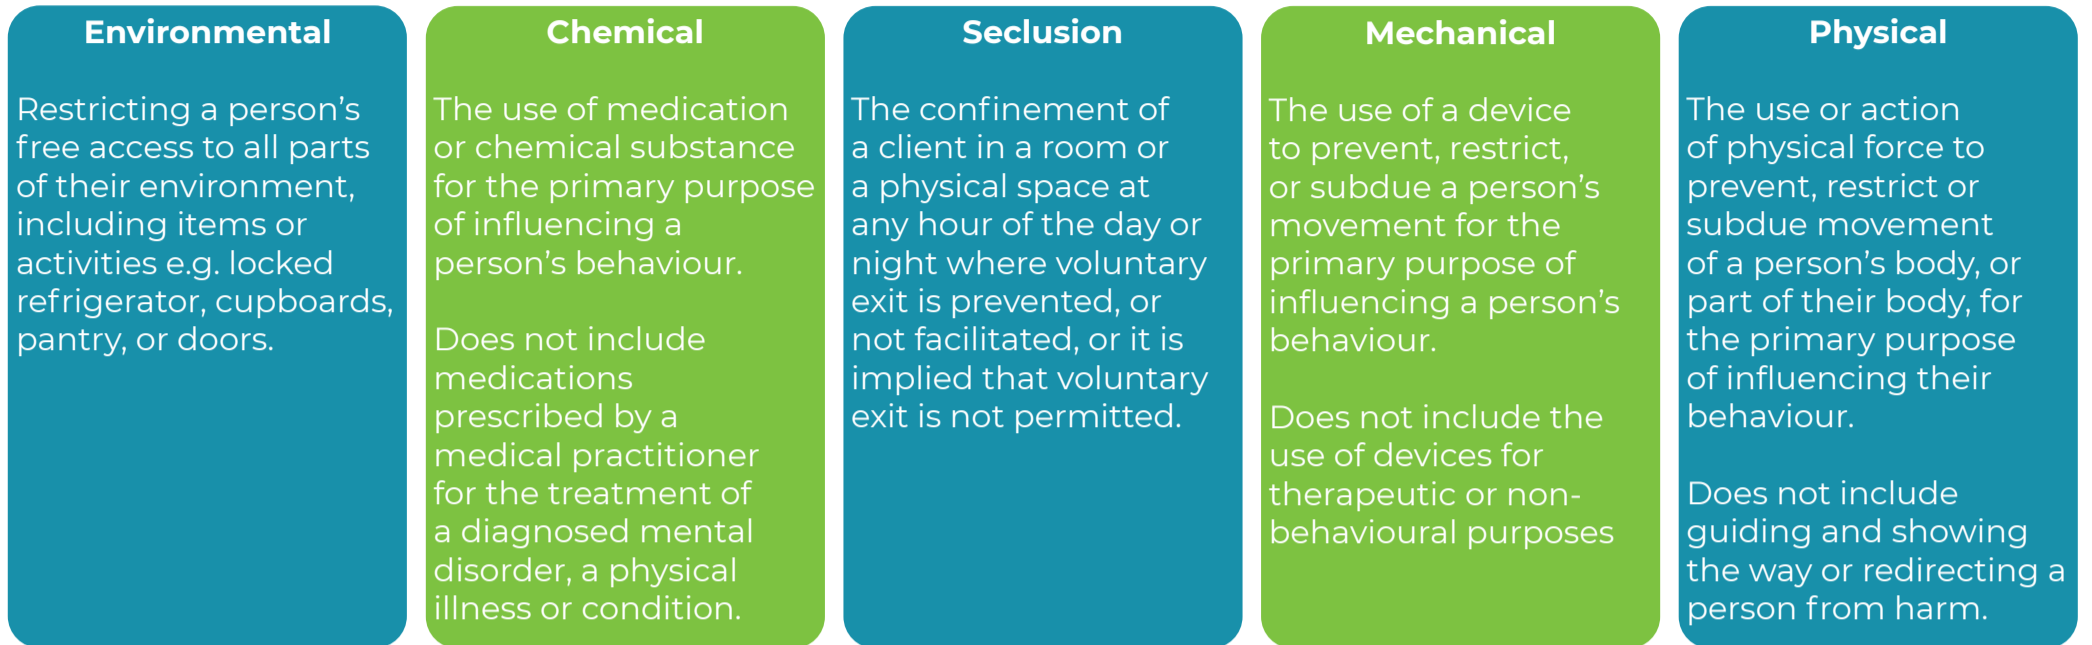 Environmental
Restricting a person's
free access to all parts
of their environment,
including items or
activities e.g. locked
refrigerator, cupboards,
pantry, or doors.
Chemical
The use of medication
or chemical substance
for the primary purpose
of influencing a
person's behaviour.
Does not include
medications
prescribed by a
medical practitioner
for the treatment of
a diagnosed mental
disorder, a physical
illness or condition.
Seclusion
The confinement of
a client in a room or
a physical space at
any hour of the day or
night where voluntary
exit is prevented, or
not facilitated, or it is
implied that voluntary
exit is not permitted.
Mechanical
The use of a device
to prevent, restrict,
or subdue a person's
movement for the
primary purpose of
influencing a person's
behaviour.
Does not include the
use of devices for
therapeutic or non-
behavioural purposes
Physical
The use or action
of physical force to
prevent, restrict or
subdue movement
of a person's body, or
part of their body, for
the primary purpose
of influencing their
behaviour.
Does not include
guiding and showing
the way or redirecting a
person from harm.